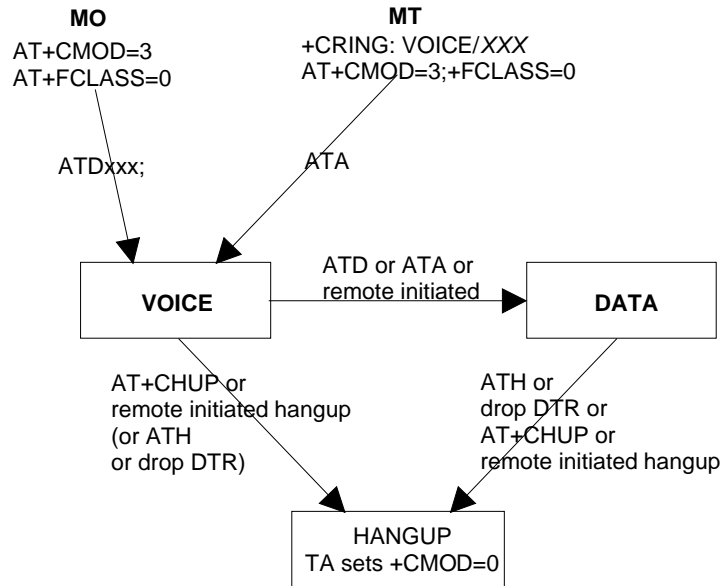 MO
AT+CMOD=3
AT+FCLASS=0
MT
+CRING: VOICE/XXX
AT+CMOD=3;+FCLASS=0
ATDxxx;
ATA
VOICE
ATD or ATA or
remote initiated
DATA
AT+CHUP or
remote initiated hangup
(or ATH
or drop DTR)
ATH or
drop DTR or
AT+CHUP or
remote initiated hangup
HANGUP
TA sets +CMOD=0